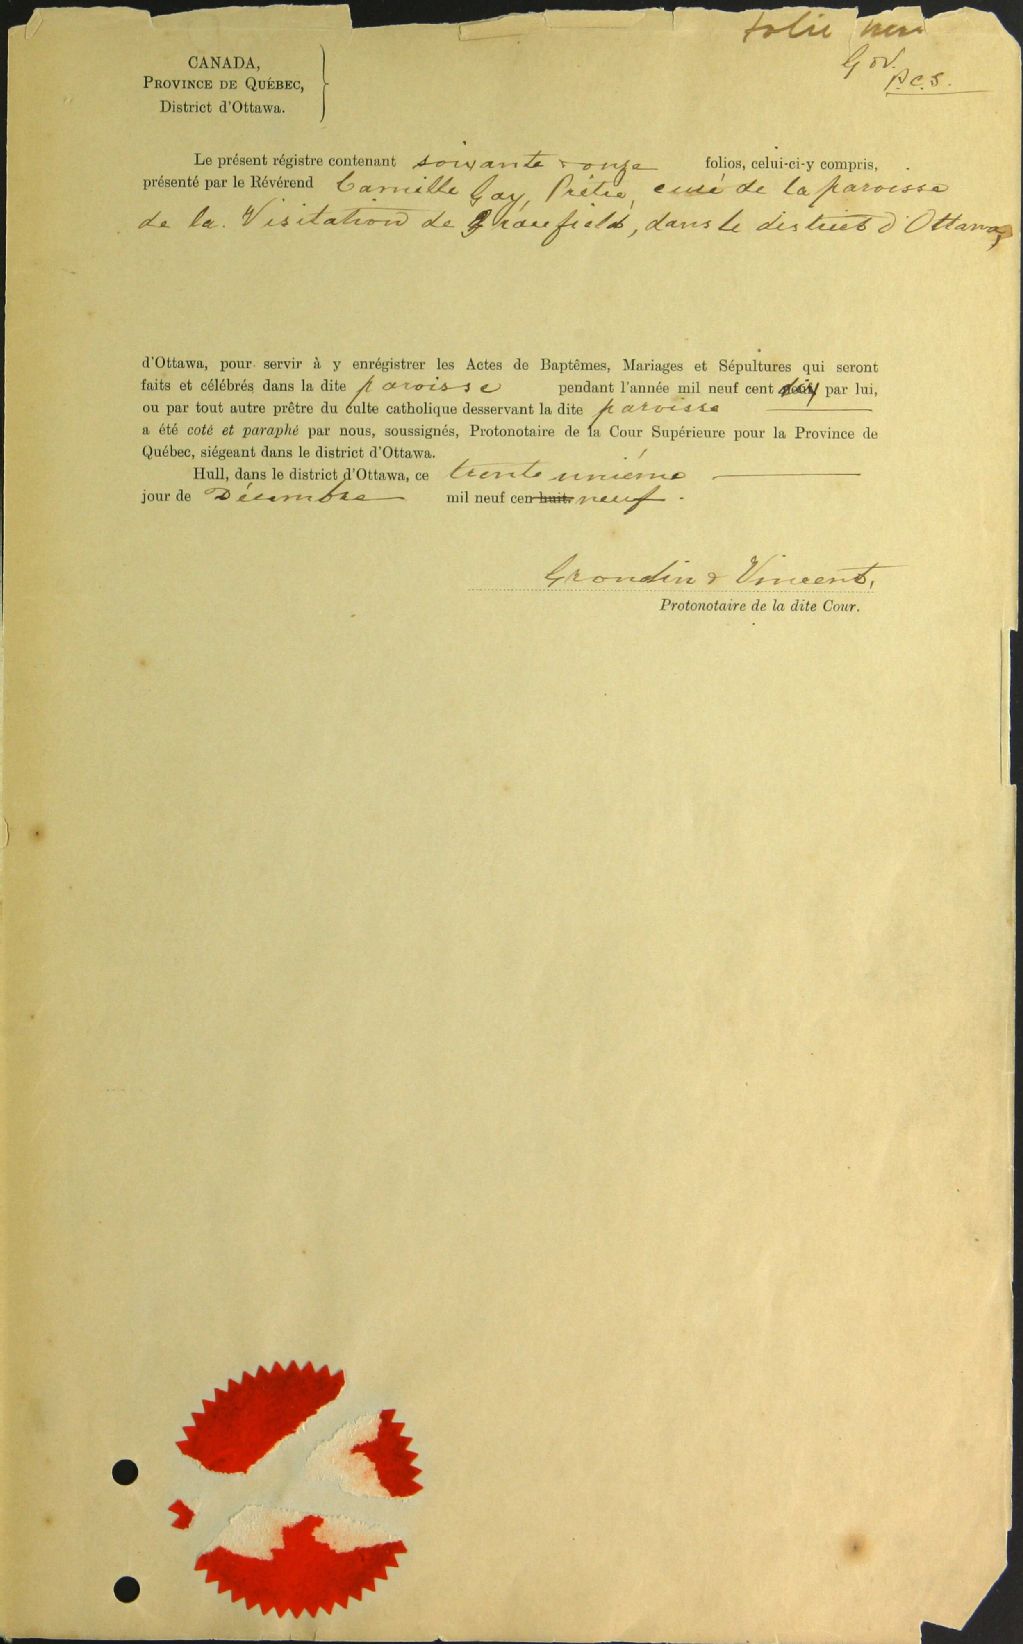 folio un
G & V.
P.C.S.
CANADA,
PROVINCE DE QUÉBEC,
District d'Ottawa.
Le présent régistre contenant soixante & onze folios, celui-ci-y compris,
présenté par le Révérend Camille Gay, Prêtre, curé de la paroisse
de la Visitation de Gracefield, dans le district d'Ottawa,
d'Ottawa, pour servir à y enrégistrer les Actes de Baptêmes, Mariages et Sépultures qui seront
faits et célébrés dans la dite paroisse pendant l'année mil neuf cent dix par lui,
ou par tout autre prêtre du culte catholique desservant la dite paroisse
a été coté et paraphé par nous, soussignés, Protonotaire de la Cour Supérieure pour la Province de
Québec, siégeant dans le district d'Ottawa.
Hull, dans le district d'Ottawa, ce trente unième
jour de Décembre mil neuf cen huit. neuf.
Grondin & Vincent,
Protonotaire de la dite Cour.